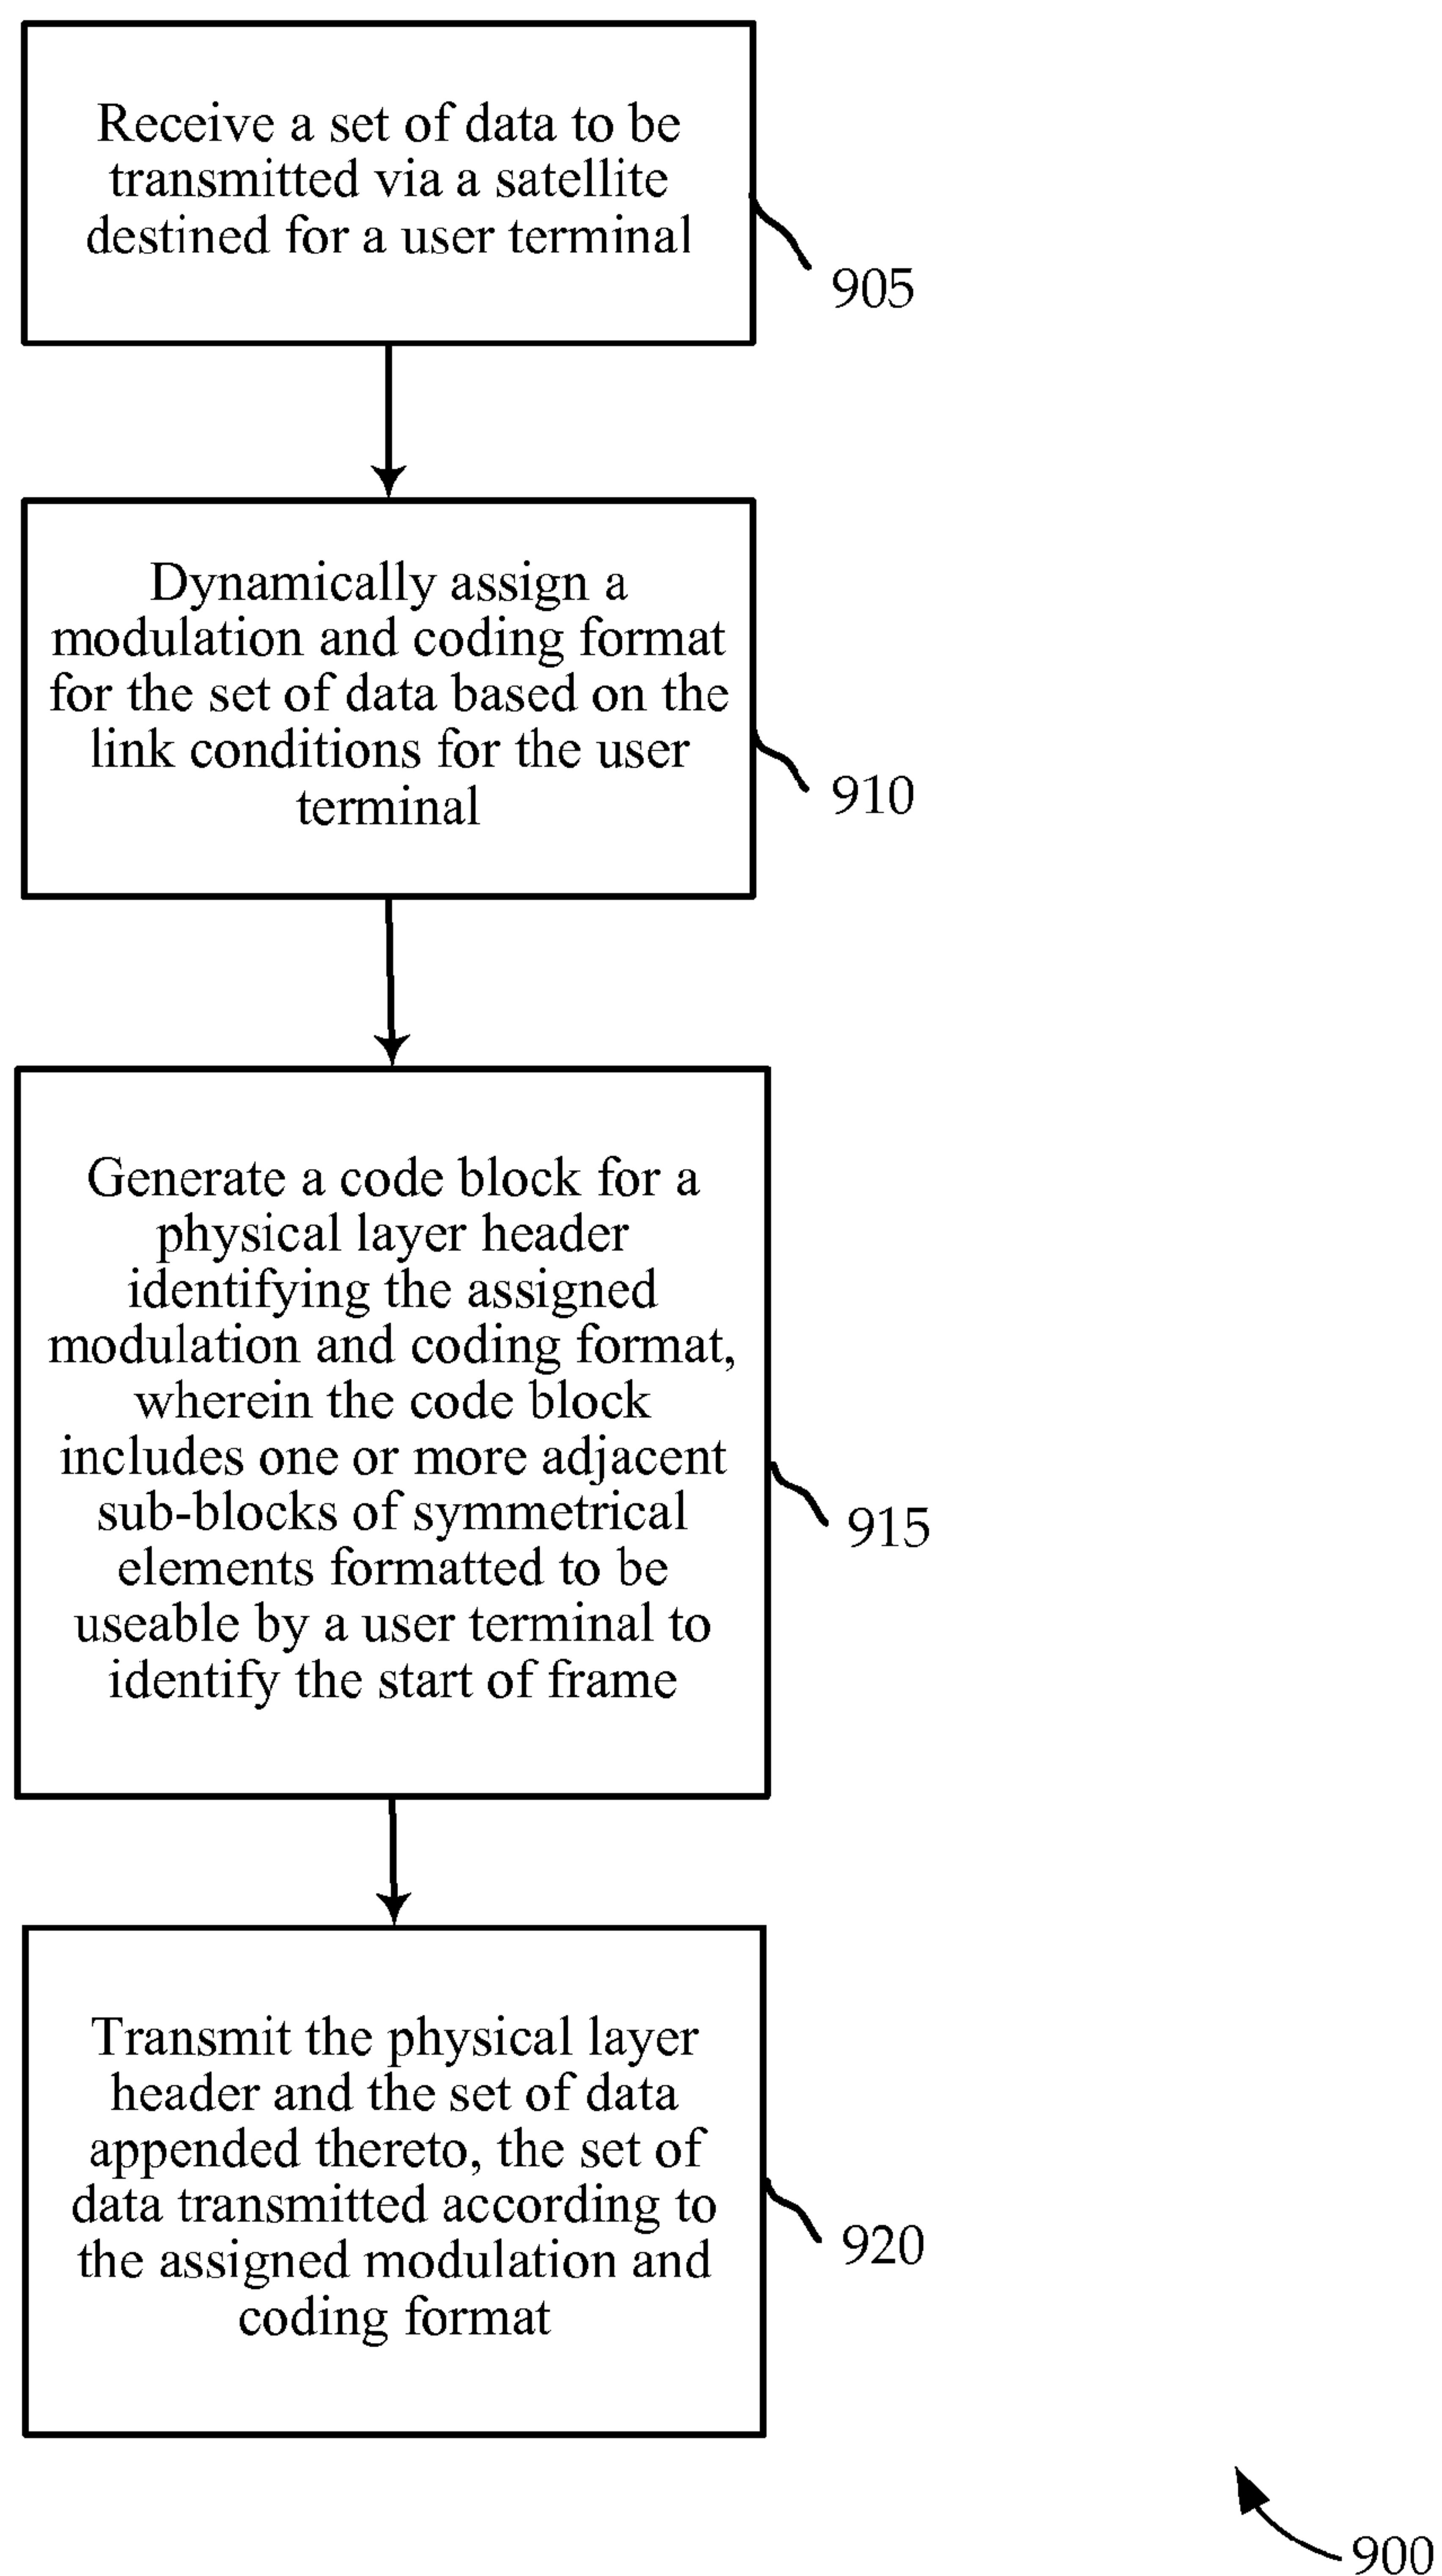 Receive a set of data to be
transmitted via a satellite
destined for a user terminal
905
Dynamically assign a
modulation and coding format
for the set of data based on the
link conditions for the user
terminal
910
Generate a code block for a
physical layer header
identifying the assigned
modulation and coding format,
wherein the code block
includes one or more adjacent
sub-blocks of symmetrical
elements formatted to be
useable by a user terminal to
identify the start of frame
915
Transmit the physical layer
header and the set of data
appended thereto, the set of
data transmitted according to
the assigned modulation and
coding format
920
900